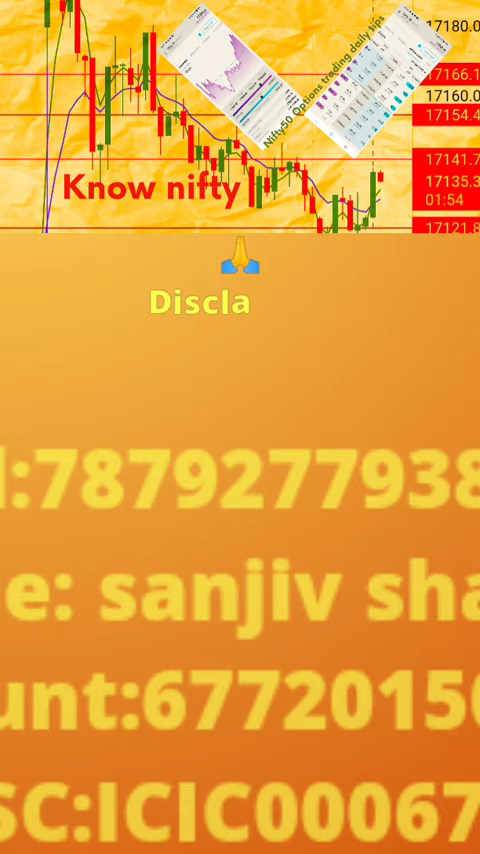 17180.0
17166.1
17160.0
17154.4
17141.7
17135.3
01:54
17121.8
Nifty50 Options trading daily tips
Know nifty
🙏
Discla
:7879277938
e: sanjiv sha
unt:67720150
SC:ICIC00067